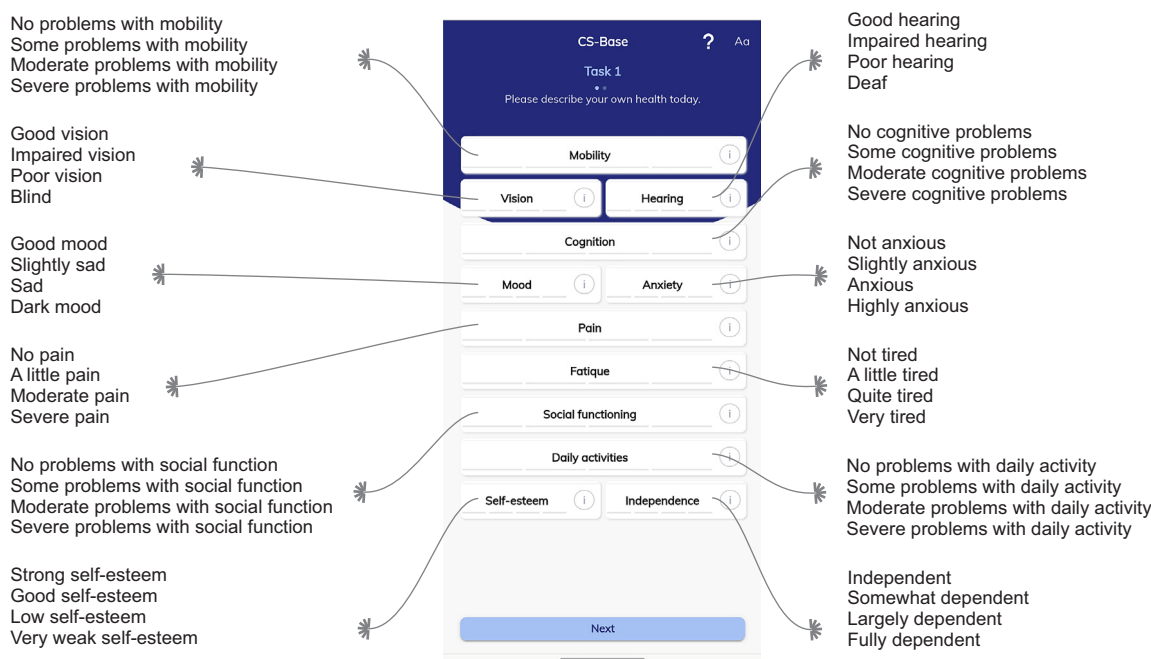 No problems with mobility
Some problems with mobility
Moderate problems with mobility
Severe problems with mobility
Good vision
Impaired vision
Poor vision
Blind
Good mood
Slightly sad
Sad
Dark mood
No pain
A little pain
Moderate pain
Severe pain
No problems with social function
Some problems with social function
Moderate problems with social function
Severe problems with social function
Strong self-esteem
Good self-esteem
Low self-esteem
Very weak self-esteem
CS-Base ? Aa
Task 1
Please describe your own health today.
Mobility i
Vision i Hearing i
Cognition i
Mood i Anxiety i
Pain i
Fatique i
Social functioning i
Daily activities i
Self-esteem i Independence i
Next
Good hearing
Impaired hearing
Poor hearing
Deaf
No cognitive problems
Some cognitive problems
Moderate cognitive problems
Severe cognitive problems
Not anxious
Slightly anxious
Anxious
Highly anxious
Not tired
A little tired
Quite tired
Very tired
No problems with daily activity
Some problems with daily activity
Moderate problems with daily activity
Severe problems with daily activity
Independent
Somewhat dependent
Largely dependent
Fully dependent